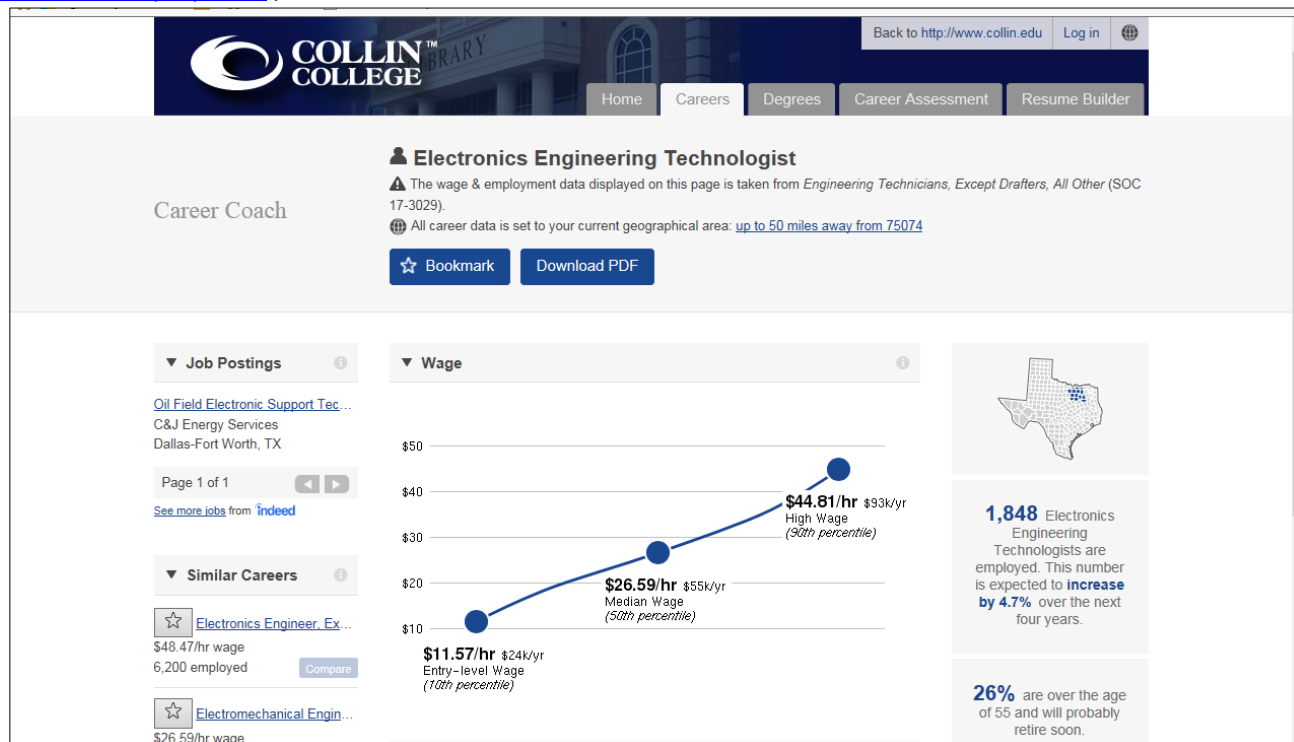 COLLIN™
COLLEGE
BRARY
Back to http://www.collin.edu
Log in
Home
Careers
Degrees
Career Assessment
Resume Builder
Career Coach
Electronics Engineering Technologist
The wage & employment data displayed on this page is taken from Engineering Technicians, Except Drafters, All Other (SOC
17-3029).
All career data is set to your current geographical area: up to 50 miles away from 75074
Bookmark
Download PDF
Job Postings
Oil Field Electronic Support Tec...
C&J Energy Services
Dallas-Fort Worth, TX
Page 1 of 1
See more jobs from indeed
Similar Careers
Electronics Engineer, Ex...
$48.47/hr wage
6,200 employed
Compare
Electromechanical Engin...
$26.59/hr wage
Wage
$50
$40
$30
$20
$10
$44.81/hr $93k/yr
High Wage
(90th percentile)
$26.59/hr $55k/yr
Median Wage
(50th percentile)
$11.57/hr $24k/yr
Entry-level Wage
(10th percentile)
1,848 Electronics
Engineering
Technologists are
employed. This number
is expected to increase
by 4.7% over the next
four years.
26% are over the age
of 55 and will probably
retire soon.